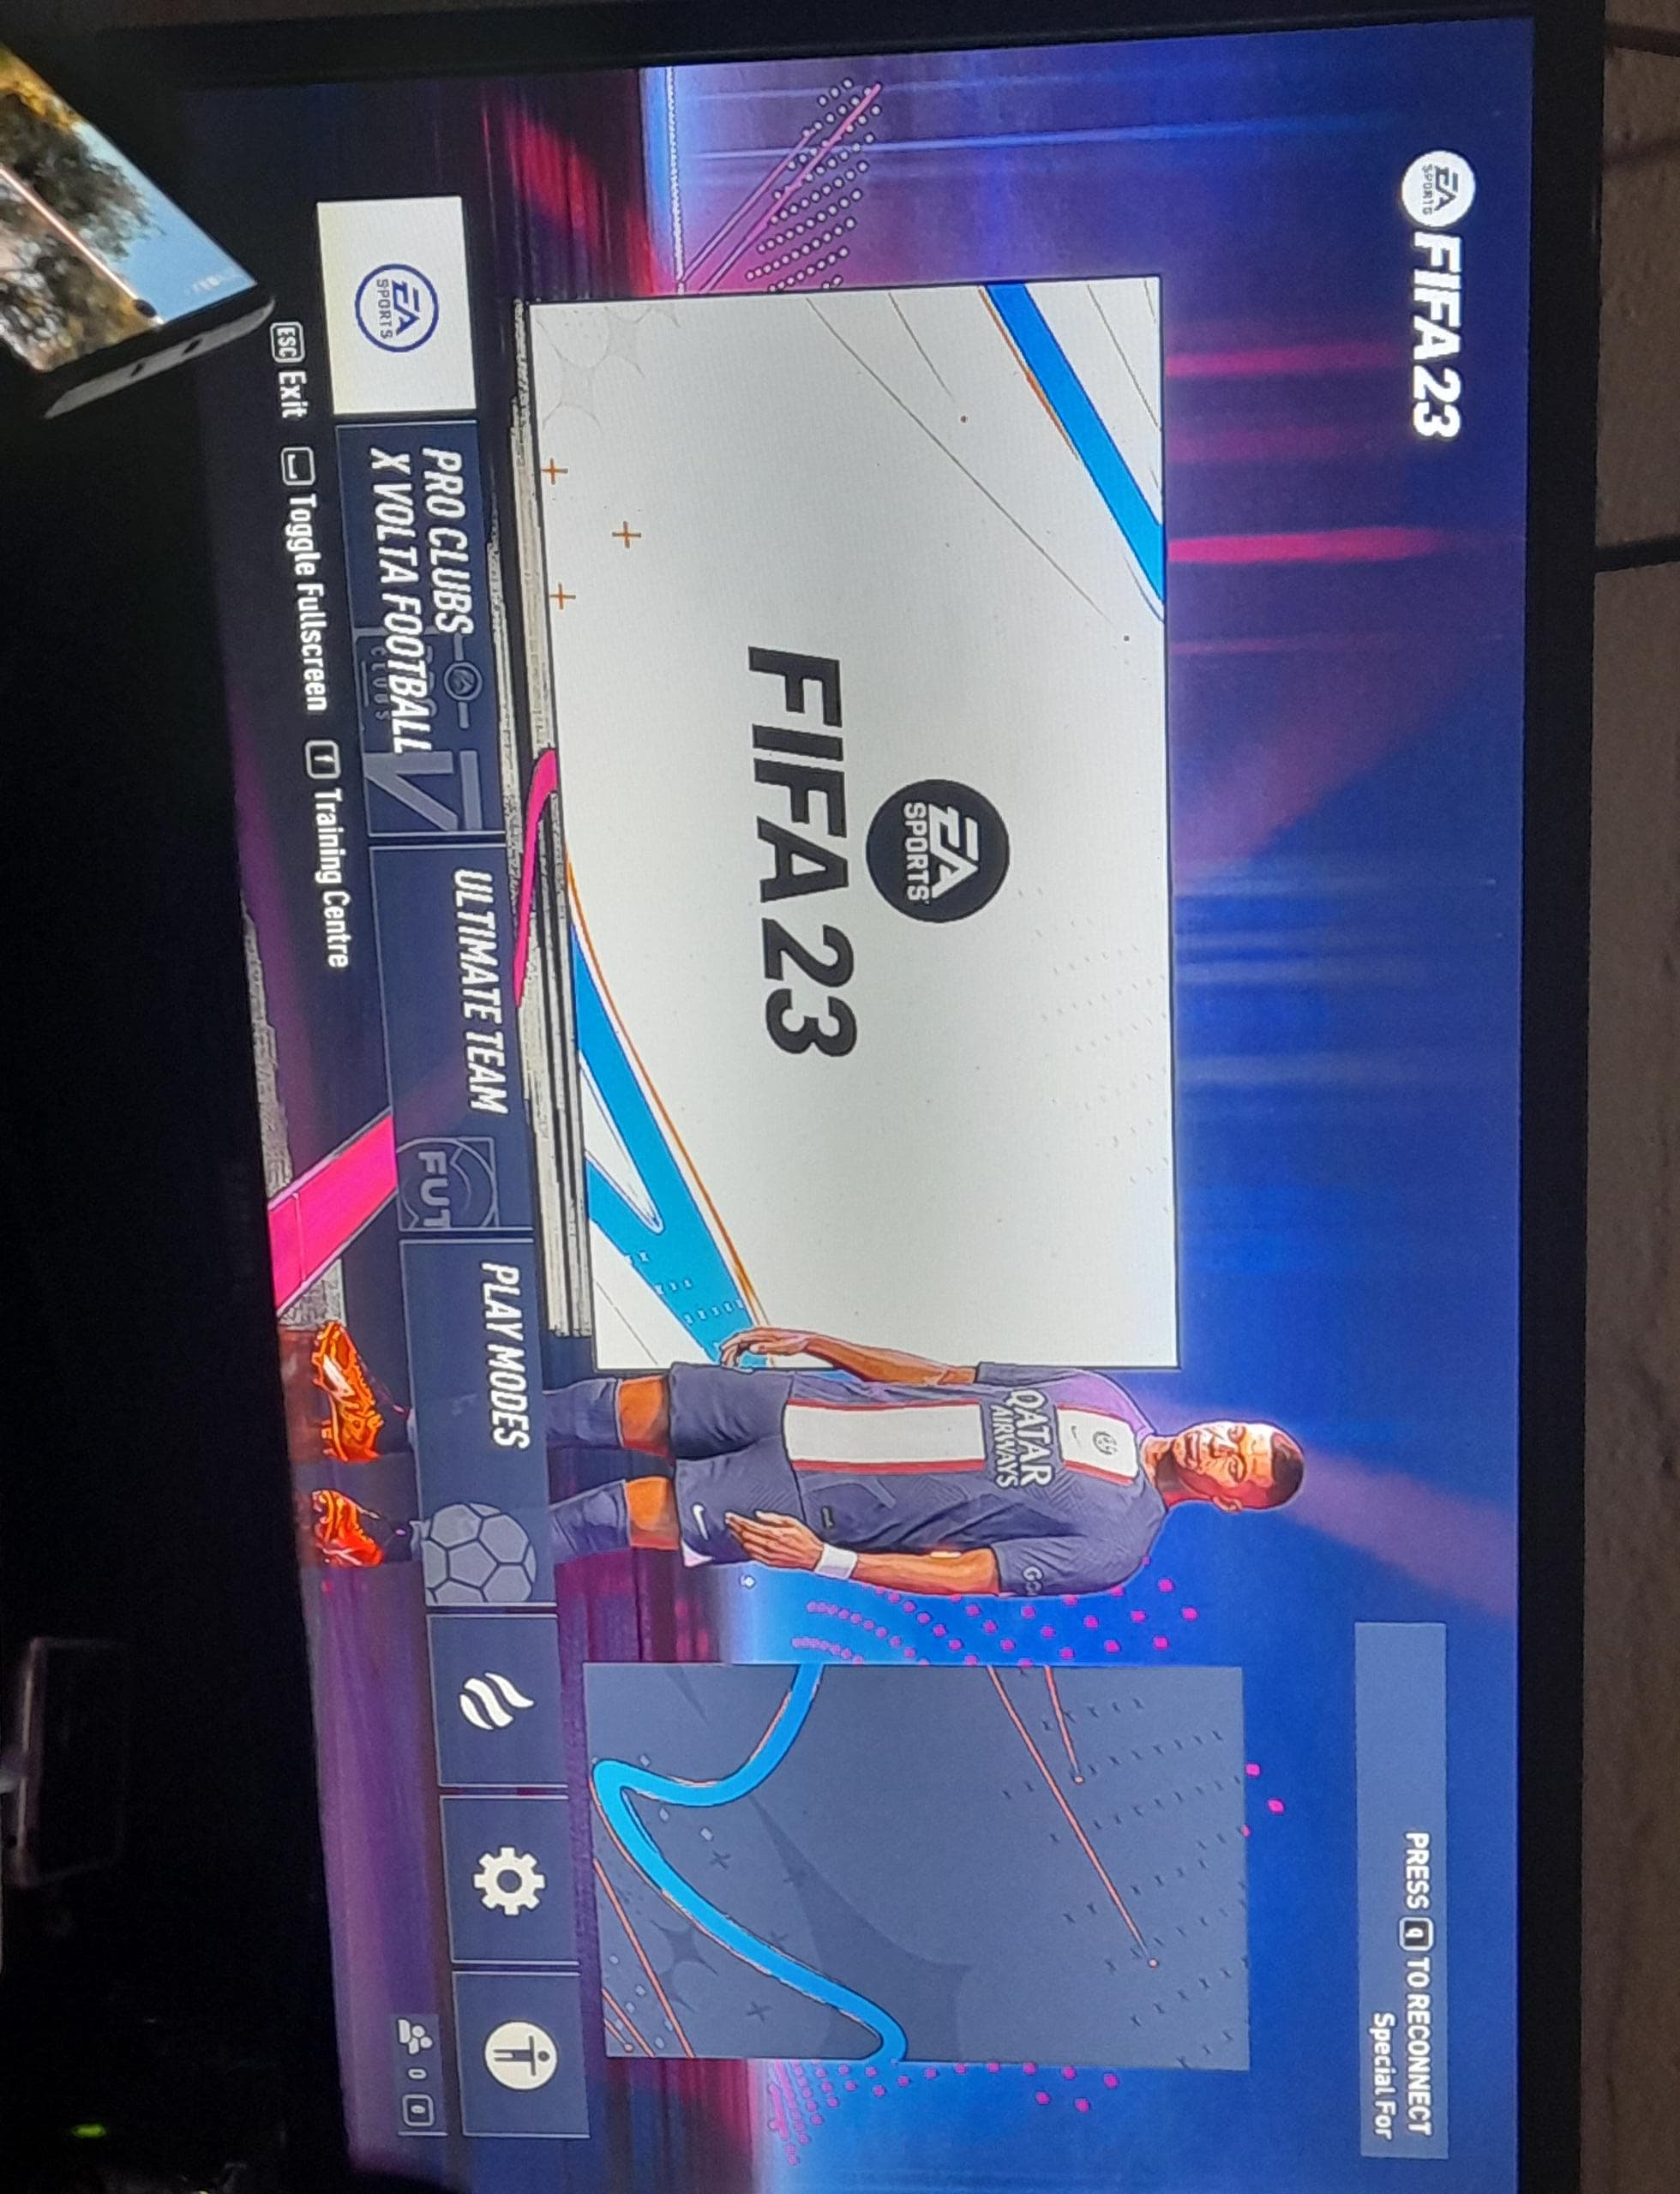 EA SPORTS
FIFA 23
PRESS q TO RECONNECT
Special For
EA
SPORTS
FIFA 23
QATAR
AIRWAYS
EA
SPORTS
PRO CLUBS
X VOLTA FOOTBALL
CLUBS
ULTIMATE TEAM
FUT
PLAY MODES
0
ESC Exit
Toggle Fullscreen
f Training Centre